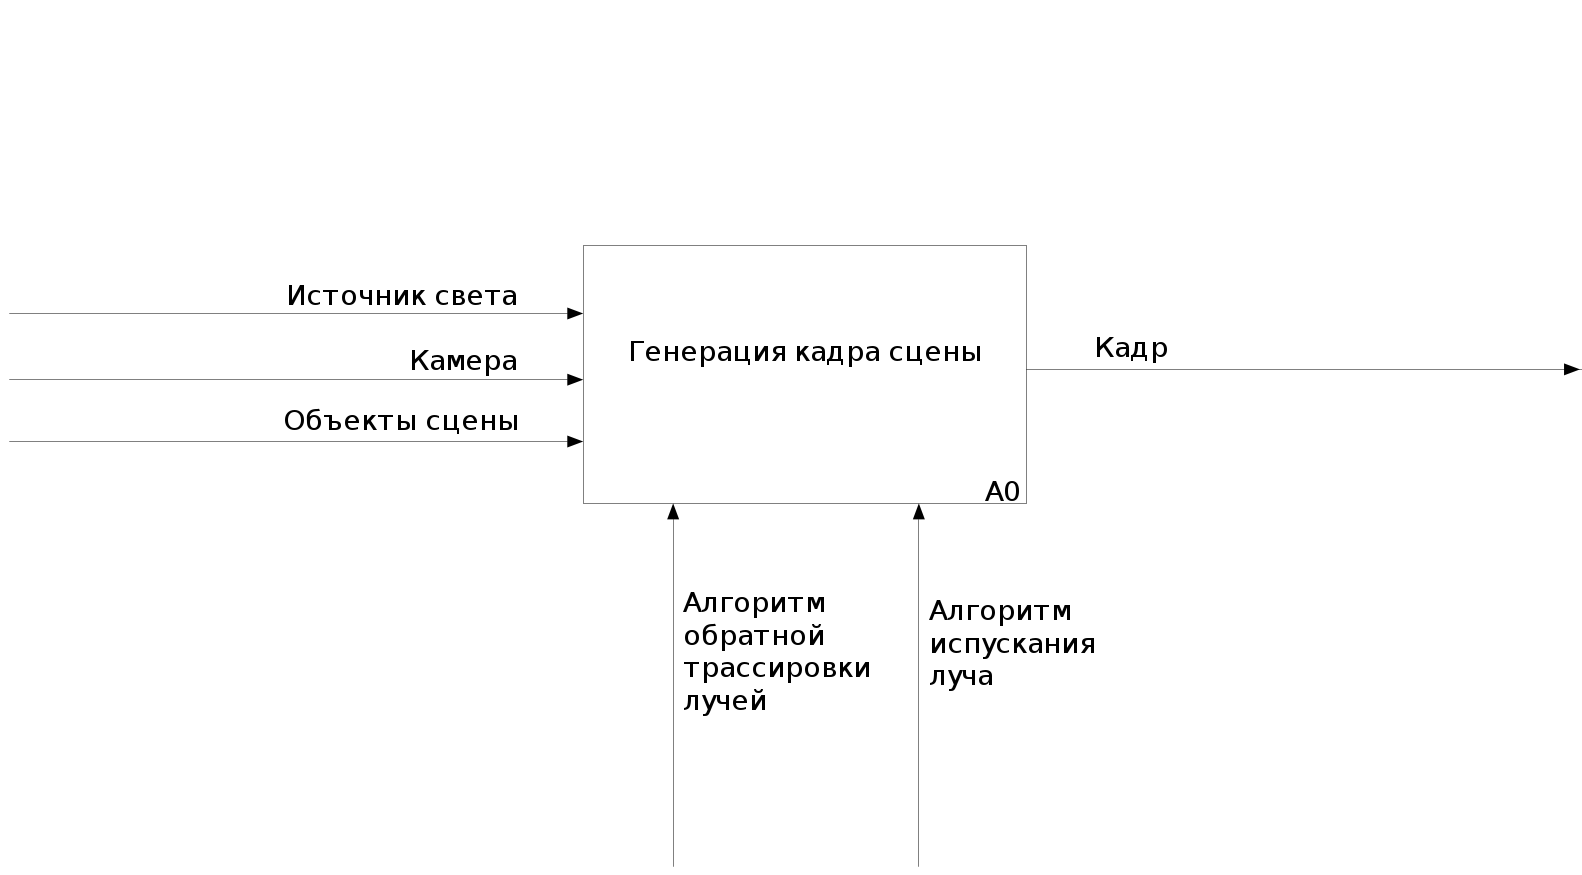 Источник света
Камера
Объекты сцены
Генерация кадра сцены
A0
Кадр
Алгоритм
обратной
трассировки
лучей
Алгоритм
испускания
луча